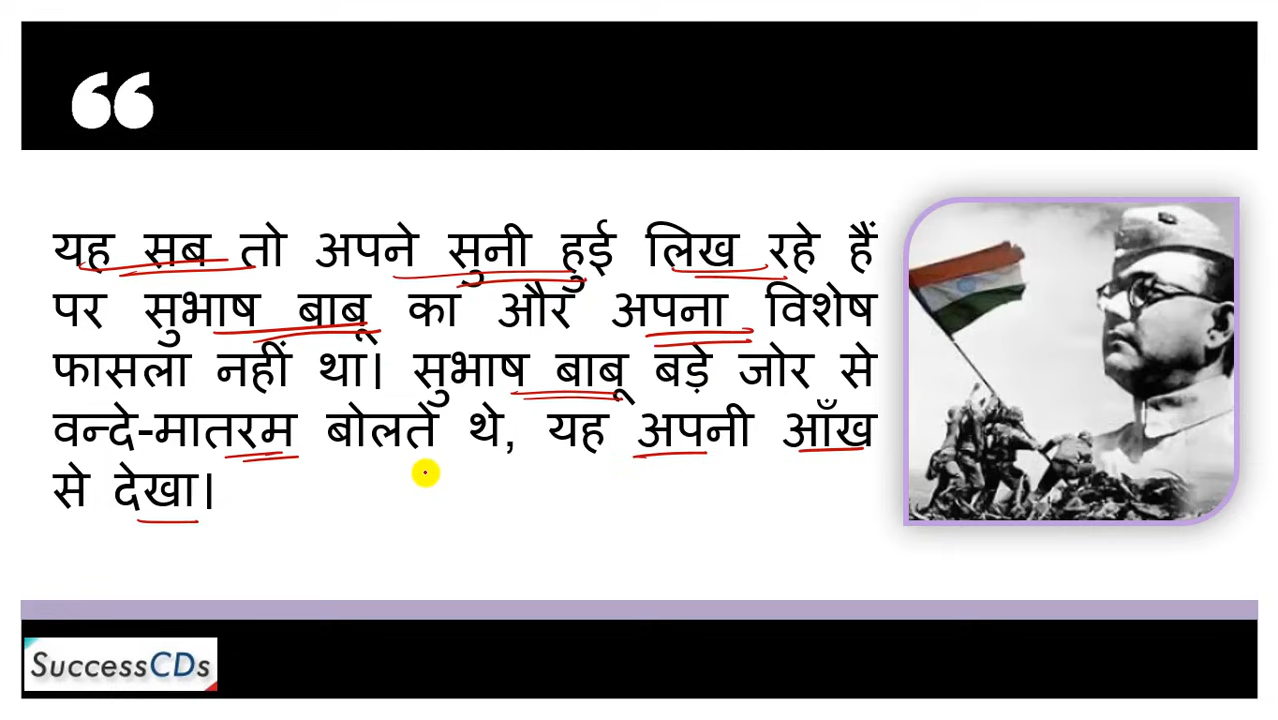 “
यह सब तो अपने सुनी हुई लिख रहे हैं
पर सुभाष बाबू का और अपना विशेष
फासला नहीं था। सुभाष बाबू बड़े जोर से
वन्दे-मातरम बोलते थे, यह अपनी आँख
से देखा।
SuccessCDs